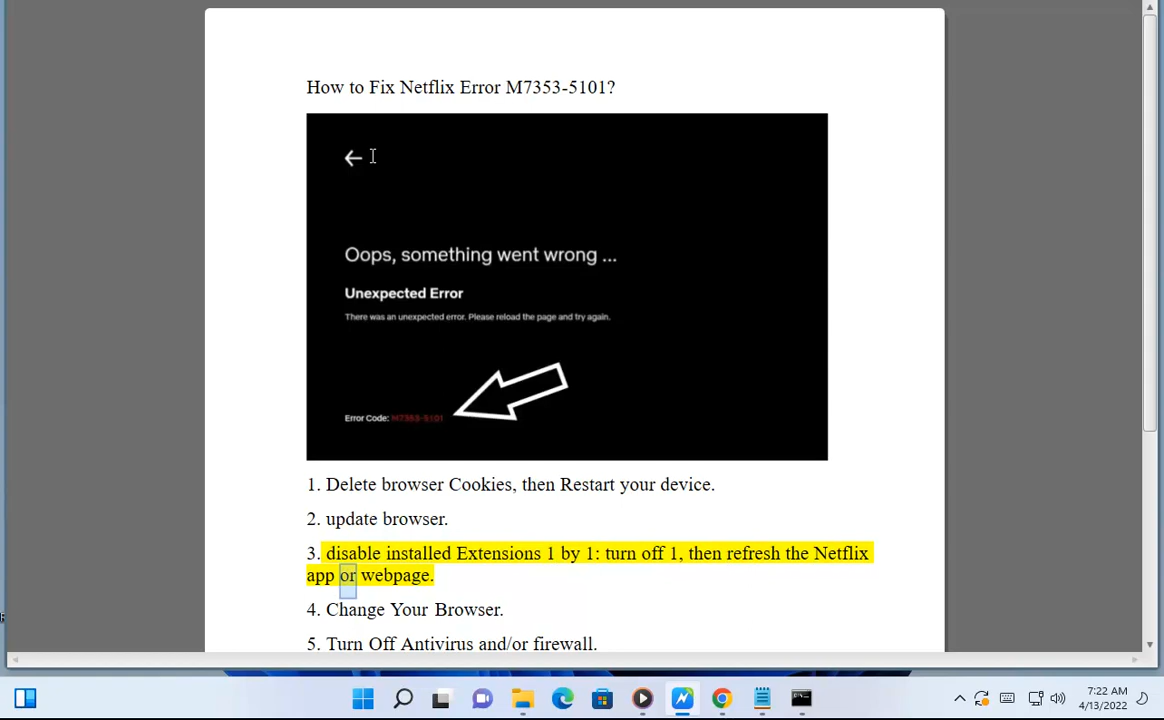 How to Fix Netflix Error M7353-5101?
Oops, something went wrong ...
Unexpected Error
There was an unexpected error. Please reload the page and try again.
Error Code: M7353-5101
1. Delete browser Cookies, then Restart your device.
2. update browser.
3. disable installed Extensions 1 by 1: turn off 1, then refresh the Netflix
app or webpage.
4. Change Your Browser.
5. Turn Off Antivirus and/or firewall.
7:22 AM
4/13/2022